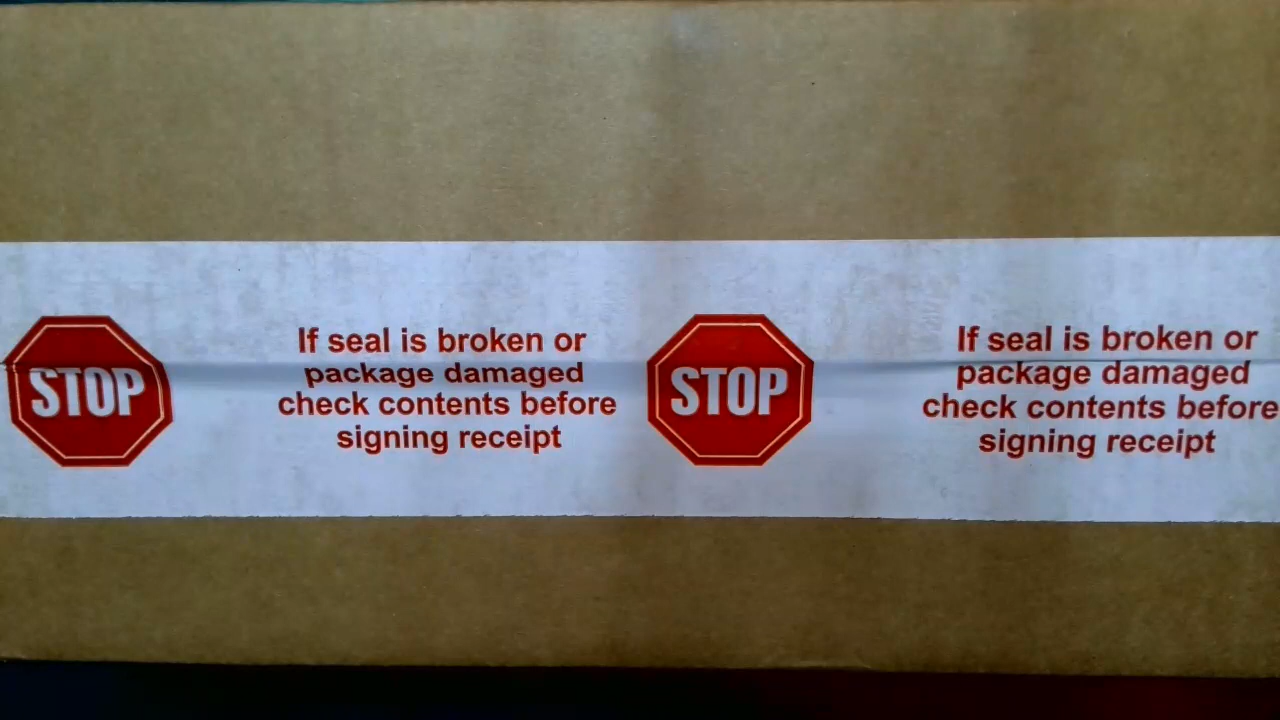 STOP
If seal is broken or
package damaged
check contents before
signing receipt
STOP
If seal is broken or
package damaged
check contents before
signing receipt